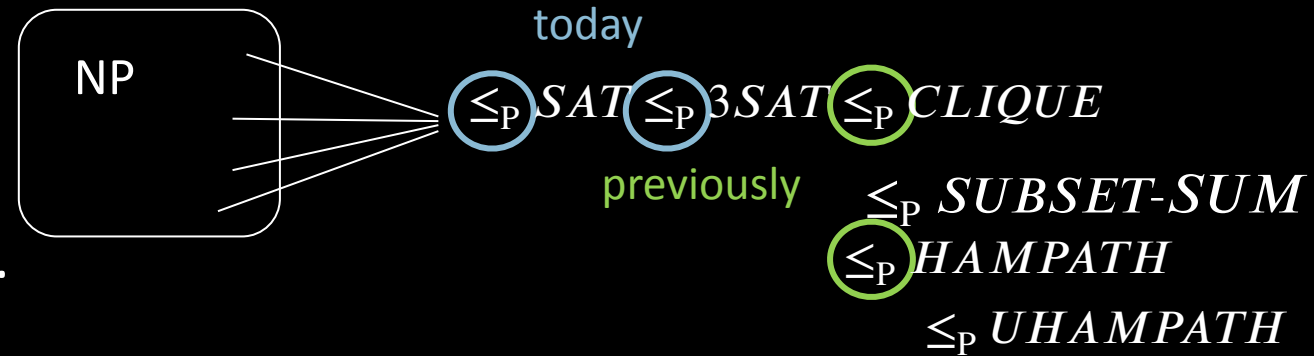 today
NP
≤P SAT ≤P 3SAT ≤P CLIQUE
previously
≤P SUBSET-SUM
≤P HAMPATH
≤P UHAMPATH